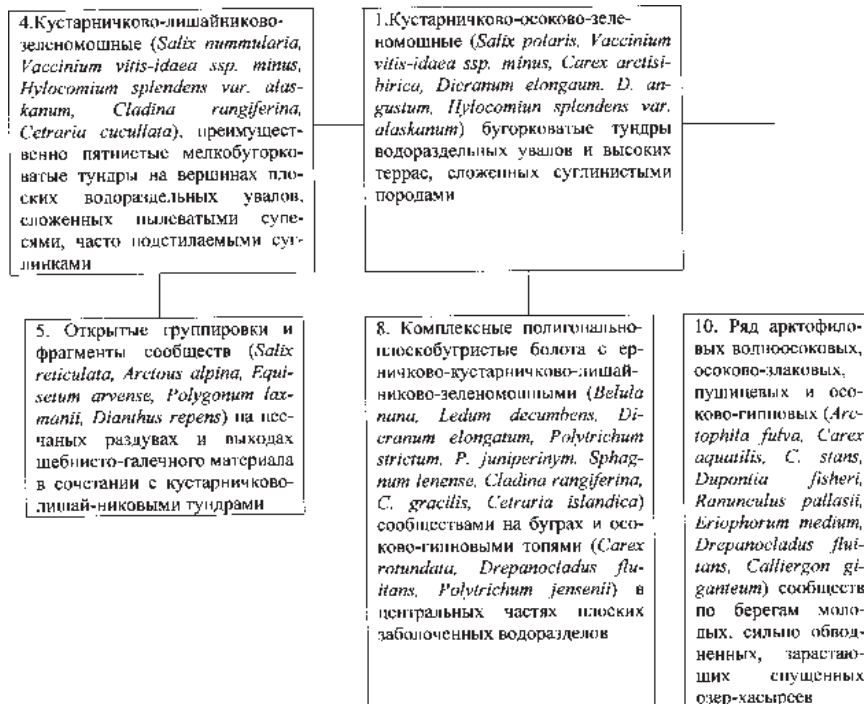 4.Кустарничково-лишайниково-
зеленомошные (Salix nummularia,
Vaccinium vitis-idaea ssp. minus,
Hylocomium splendens var. alas-
kanum, Cladina rangiferina,
Cetraria cucullata), преимущест-
венно пятнистые мелкобугорко-
ватые тундры на вершинах пло-
ских водораздельных увалов,
сложенных пылеватыми супе-
сями, часто подстилаемыми суг-
линками
1.Кустарничково-осоково-зеле-
номошные (Salix polaris, Vaccinium
vitis-idaea ssp. minus, Carex arctisi-
birica, Dicranum elongaum. D. an-
gustum, Hylocomiun splendens var.
alaskanum) бугорковатые тундры
водораздельных увалов и высоких
террас, сложенных суглинистыми
породами
5. Открытые группировки и
фрагменты сообществ (Salix
reticulata, Arctous alpina, Equi-
setum arvense, Polygonum lax-
manii, Dianthus repens) на пес-
чаных раздувах и выходах
щебнисто-галечного материала
в сочетании с кустарничково-
лишай-никовыми тундрами
8. Комплексные полигонально-
плоскобугристые болота с ер-
ничково-кустарничково-лишай-
никово-зеленомошными (Belula
nana, Ledum decumbens, Di-
cranum elongatum, Polytrichum
strictum, P. juniperinym, Sphag-
num lenense, Cladina rangiferina,
C. gracilis, Cetraria islandica)
сообществами на буграх и осо-
ково-гипновыми топями (Carex
rotundata, Drepanocladus flu-
itans, Polytrichum jensenii) в
центральных частях плоских
заболоченных водоразделов
10. Ряд арктофило-
вых волноосоковых,
осоково-злаковых,
пушицевых и осо-
ково-гипновых (Arc-
tophila fulva, Carex
aquatilis, C. stans,
Dupontia fisheri,
Ranunculus pallasii,
Eriophorum medium,
Drepanocladus flui-
tans, Calliergon gi-
ganteum) сообществ
по берегам моло-
дых, сильно обвод-
ненных, зарастаю-
щих спущенных
озер-хасыреев